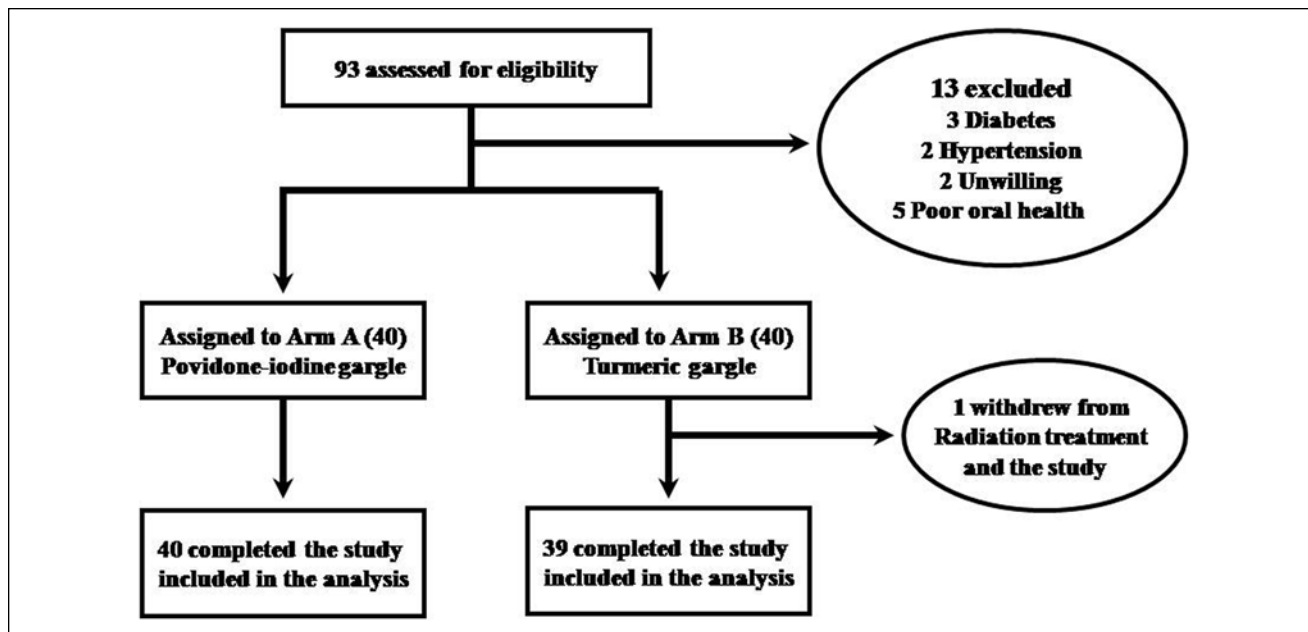 93 assessed for eligibility
13 excluded
3 Diabetes
2 Hypertension
2 Unwilling
5 Poor oral health
Assigned to Arm A (40)
Povidone-iodine gargle
Assigned to Arm B (40)
Turmeric gargle
1 withdrew from
Radiation treatment
and the study
40 completed the study
included in the analysis
39 completed the study
included in the analysis